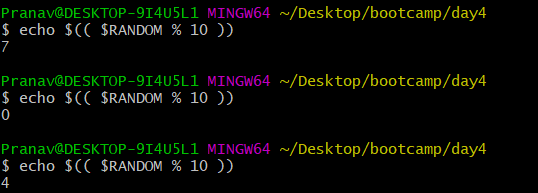 Pranav@DESKTOP-9I4U5L1 MINGW64 ~/Desktop/bootcamp/day4
$ echo $(( $RANDOM % 10 ))
7
Pranav@DESKTOP-9I4U5L1 MINGW64 ~/Desktop/bootcamp/day4
$ echo $(( $RANDOM % 10 ))
0
Pranav@DESKTOP-9I4U5L1 MINGW64 ~/Desktop/bootcamp/day4
$ echo $(( $RANDOM % 10 ))
4